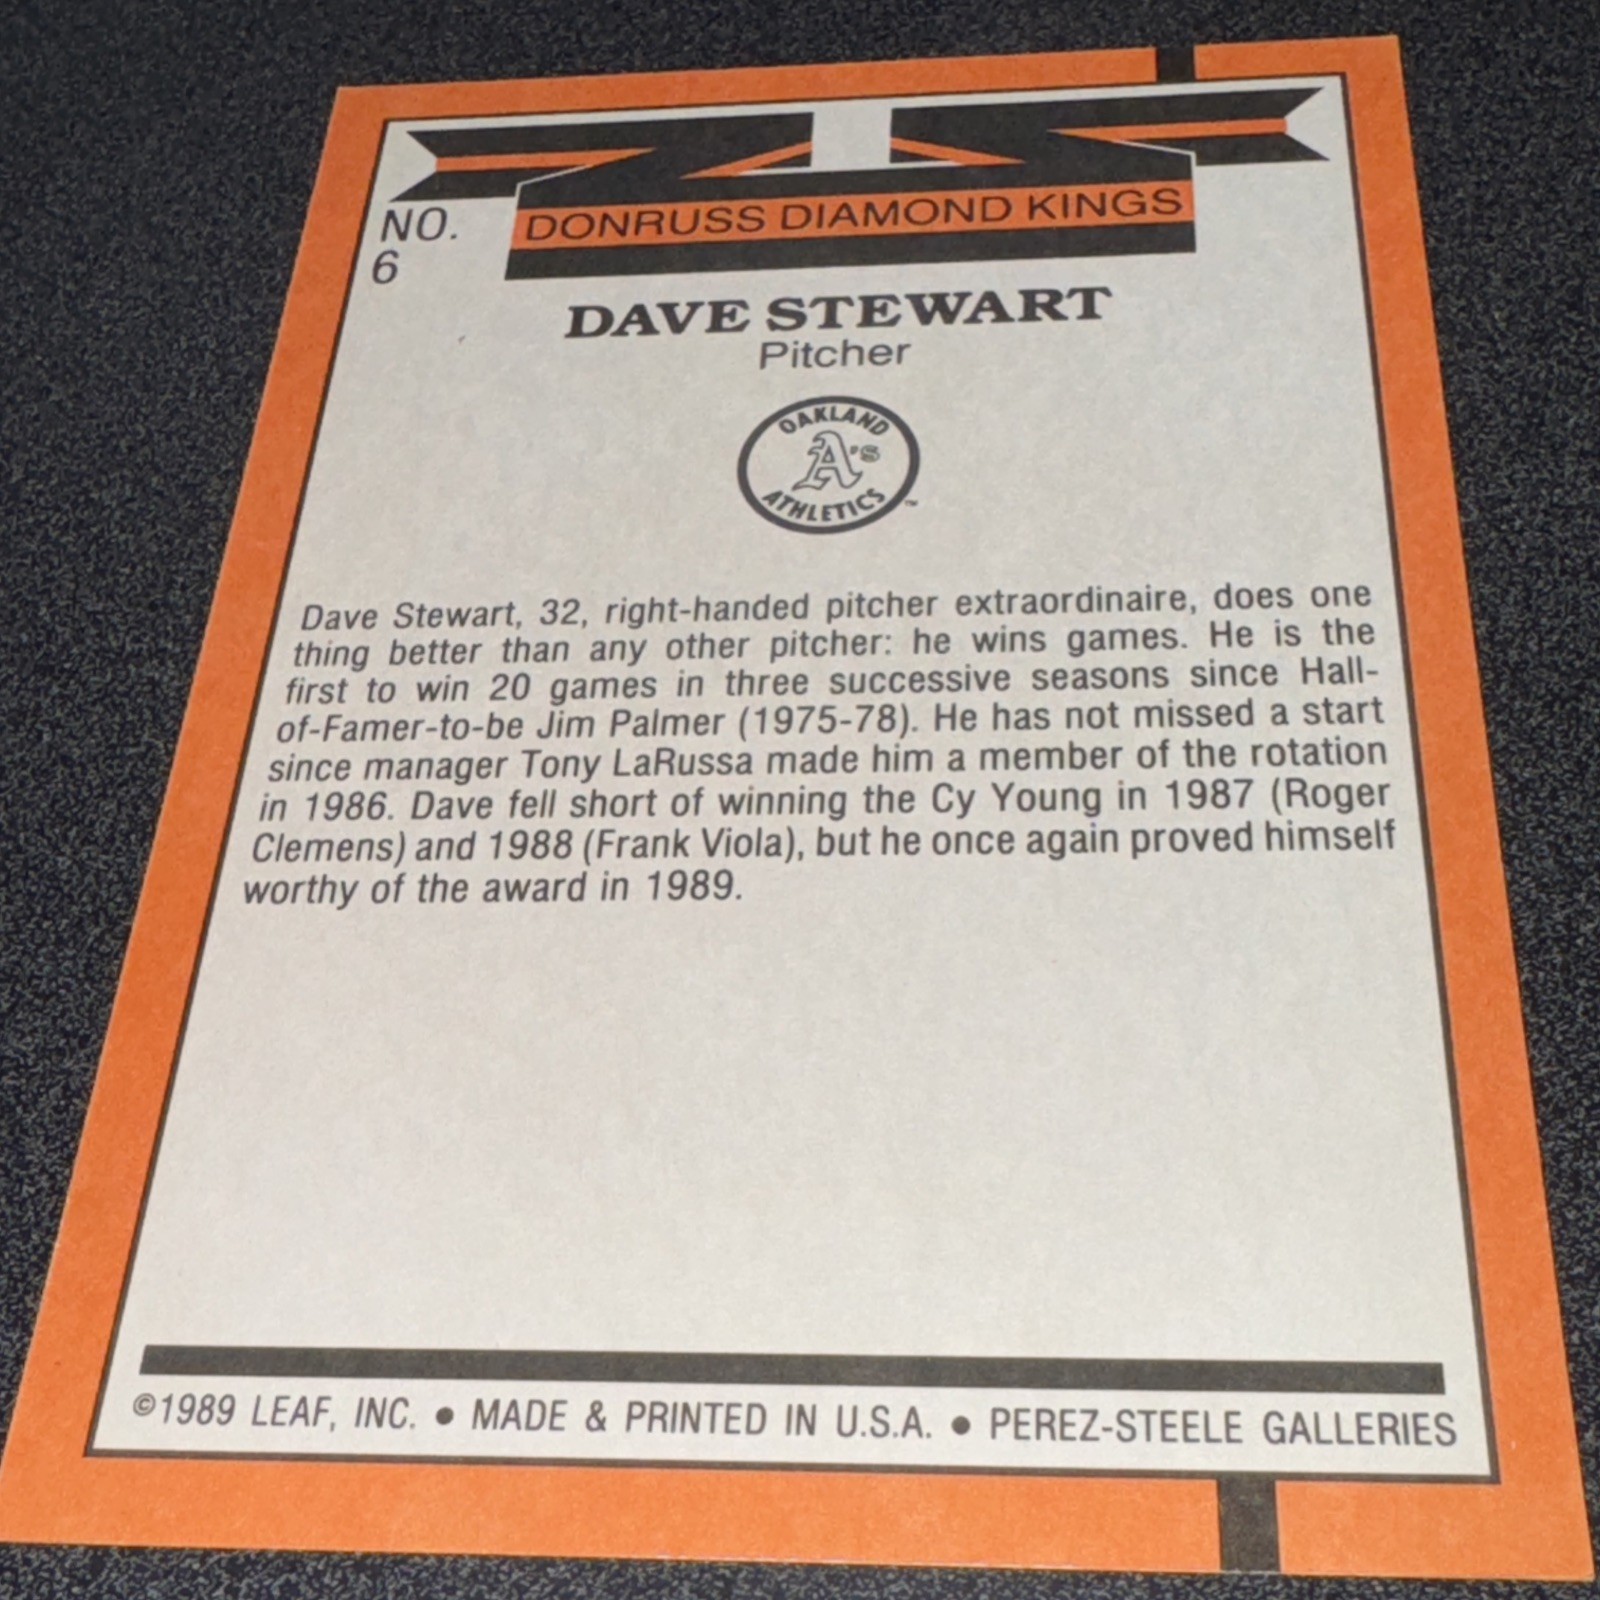 NO.
6
DONRUSS DIAMOND KINGS
DAVE STEWART
Pitcher
OAKLAND
A's
ATHLETICS
™
Dave Stewart, 32, right-handed pitcher extraordinaire, does one
thing better than any other pitcher: he wins games. He is the
first to win 20 games in three successive seasons since Hall-
of-Famer-to-be Jim Palmer (1975-78). He has not missed a start
since manager Tony LaRussa made him a member of the rotation
in 1986. Dave fell short of winning the Cy Young in 1987 (Roger
Clemens) and 1988 (Frank Viola), but he once again proved himself
worthy of the award in 1989.
©1989 LEAF, INC. • MADE & PRINTED IN U.S.A. • PEREZ-STEELE GALLERIES